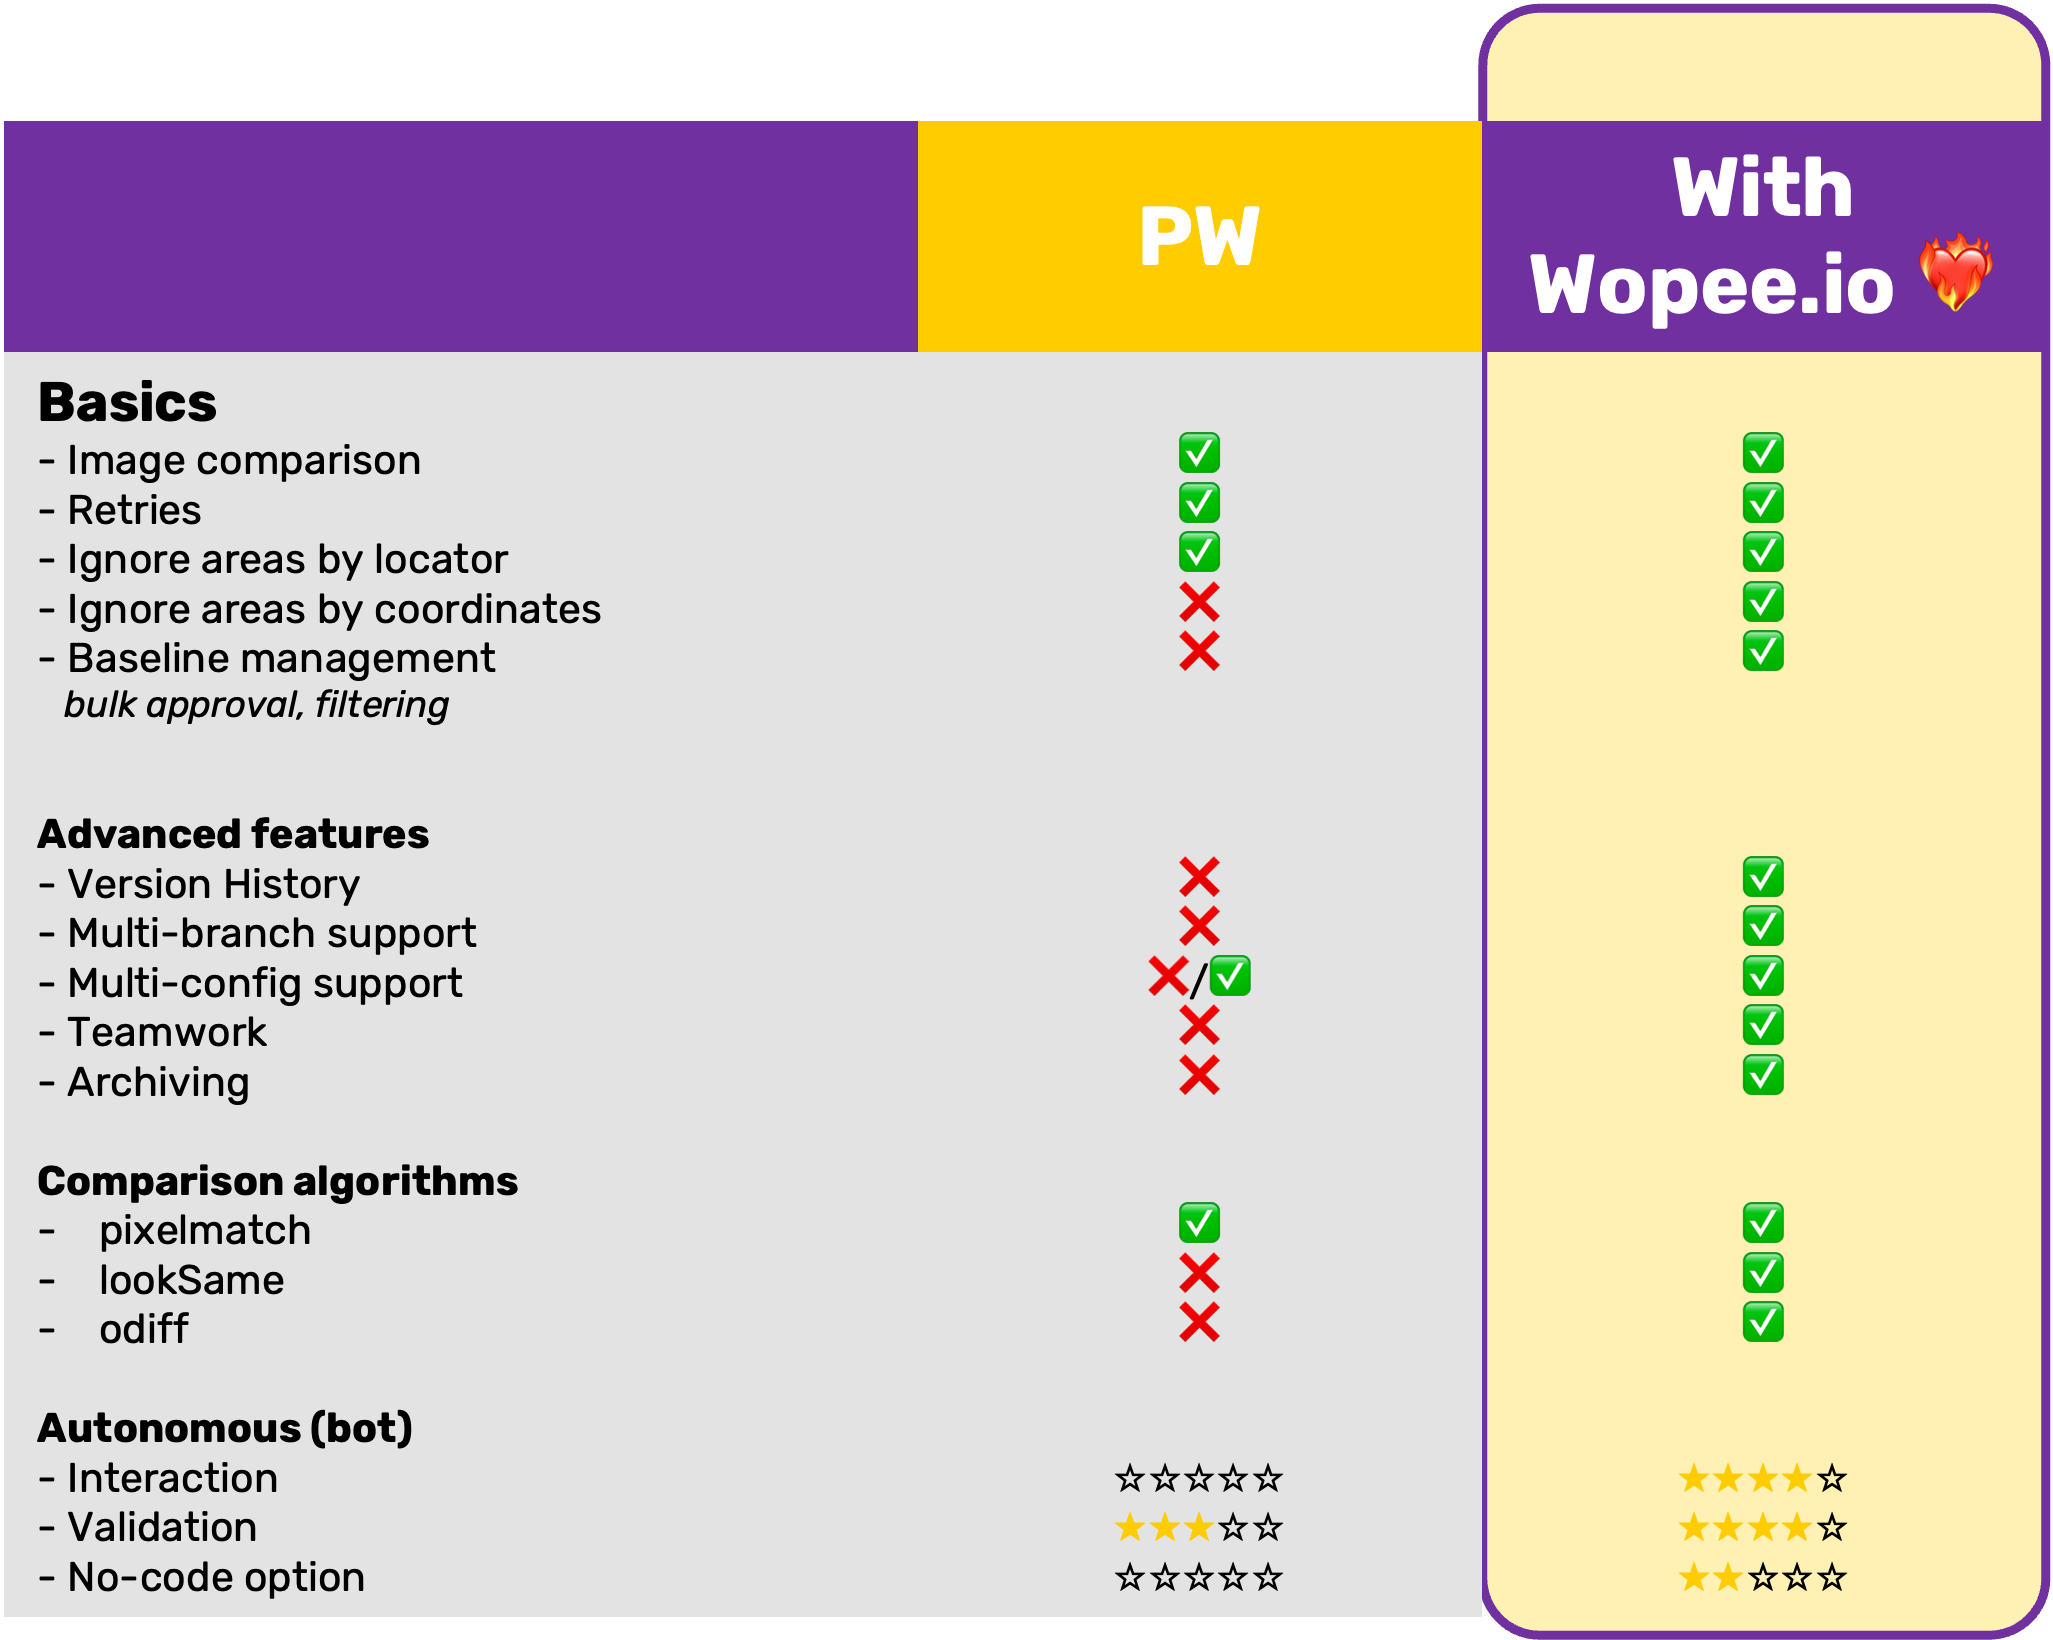 PW
With
Wopee.io ❤️‍🔥
Basics
- Image comparison ✅ ✅
- Retries ✅ ✅
- Ignore areas by locator ✅ ✅
- Ignore areas by coordinates ❌ ✅
- Baseline management ❌ ✅
bulk approval, filtering
Advanced features
- Version History ❌ ✅
- Multi-branch support ❌ ✅
- Multi-config support ❌/✅ ✅
- Teamwork ❌ ✅
- Archiving ❌ ✅
Comparison algorithms
- pixelmatch ✅ ✅
- lookSame ❌ ✅
- odiff ❌ ✅
Autonomous (bot)
- Interaction ☆☆☆☆☆ ★★★★☆
- Validation ★★★☆☆ ★★★★☆
- No-code option ☆☆☆☆☆ ★★☆☆☆